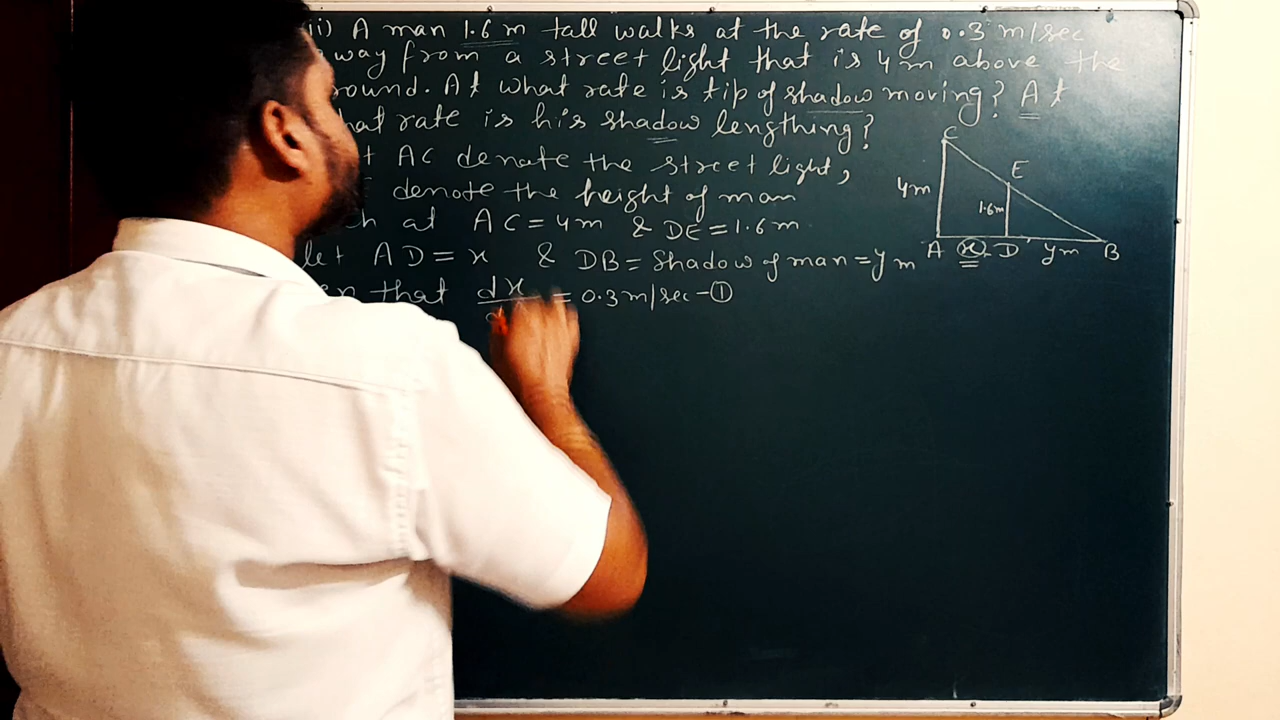 ii) A man 1.6 m tall walks at the rate of 0.3 m/sec
way from a street light that is 4m above the
round. At what rate is tip of shadow moving? At
hat rate is his shadow lengthing?
t AC denate the street light,
E denote the height of man
ch at AC = 4m & DE = 1.6 m
let AD = x & DB = Shadow of man = y m
en that dx = 0.3 m/sec - ①
C
E
4m
1.6m
A x D y m B